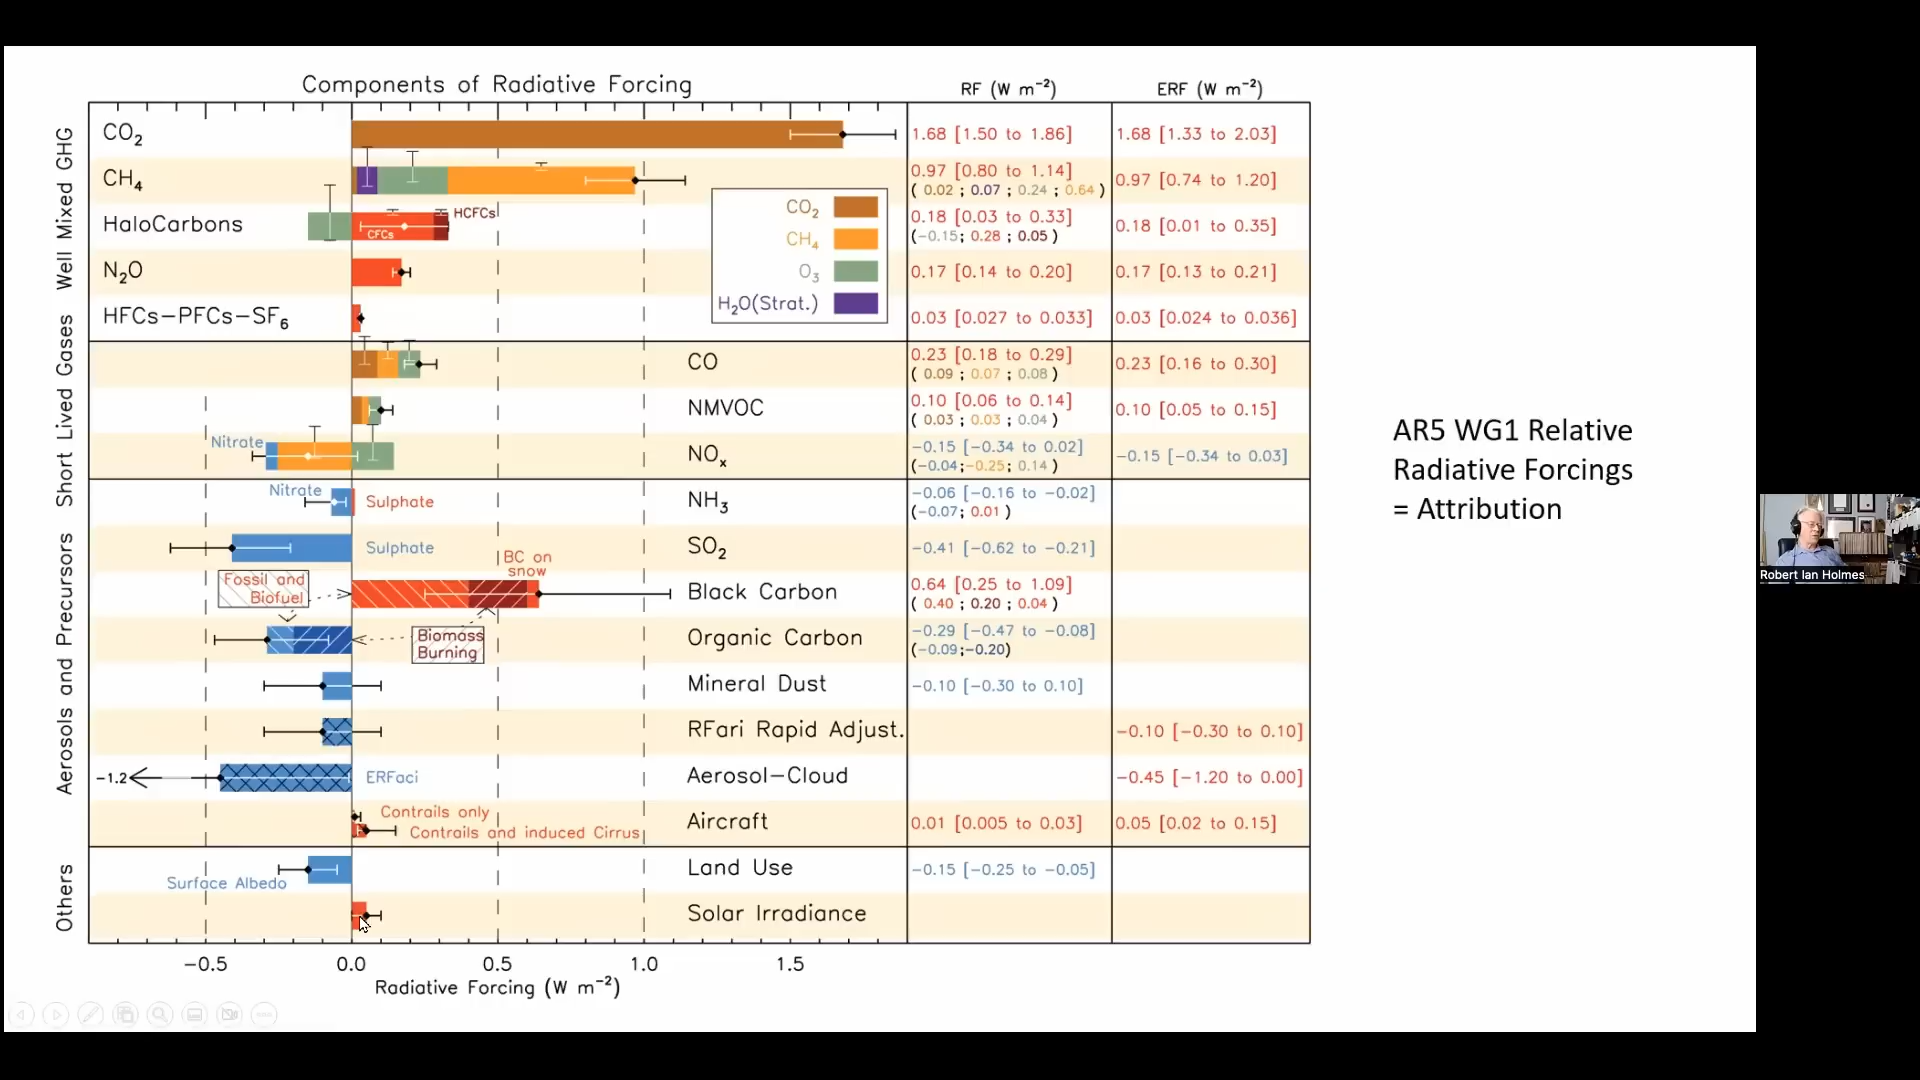 Components of Radiative Forcing
RF (W m⁻²)
ERF (W m⁻²)
Well Mixed GHG
CO₂
1.68 [1.50 to 1.86]
1.68 [1.33 to 2.03]
CH₄
0.97 [0.80 to 1.14]
( 0.02 ; 0.07 ; 0.24 ; 0.64 )
0.97 [0.74 to 1.20]
HaloCarbons
CFCs
HCFCs
0.18 [0.03 to 0.33]
(−0.15; 0.28 ; 0.05 )
0.18 [0.01 to 0.35]
N₂O
0.17 [0.14 to 0.20]
0.17 [0.13 to 0.21]
HFCs−PFCs−SF₆
0.03 [0.027 to 0.033]
0.03 [0.024 to 0.036]
CO₂
CH₄
O₃
H₂O(Strat.)
Short Lived Gases
CO
0.23 [0.18 to 0.29]
( 0.09 ; 0.07 ; 0.08 )
0.23 [0.16 to 0.30]
NMVOC
0.10 [0.06 to 0.14]
( 0.03 ; 0.03 ; 0.04 )
0.10 [0.05 to 0.15]
Nitrate
NOₓ
−0.15 [−0.34 to 0.02]
(−0.04;−0.25; 0.14 )
−0.15 [−0.34 to 0.03]
Aerosols and Precursors
Nitrate
Sulphate
NH₃
−0.06 [−0.16 to −0.02]
(−0.07; 0.01 )
Sulphate
SO₂
−0.41 [−0.62 to −0.21]
Fossil and
Biofuel
BC on
snow
Black Carbon
0.64 [0.25 to 1.09]
( 0.40 ; 0.20 ; 0.04 )
Biomass
Burning
Organic Carbon
−0.29 [−0.47 to −0.08]
(−0.09;−0.20)
Mineral Dust
−0.10 [−0.30 to 0.10]
RFari Rapid Adjust.
−0.10 [−0.30 to 0.10]
−1.2
ERFaci
Aerosol−Cloud
−0.45 [−1.20 to 0.00]
Contrails only
Contrails and induced Cirrus
Aircraft
0.01 [0.005 to 0.03]
0.05 [0.02 to 0.15]
Others
Surface Albedo
Land Use
−0.15 [−0.25 to −0.05]
Solar Irradiance
−0.5
0.0
0.5
1.0
1.5
Radiative Forcing (W m⁻²)
AR5 WG1 Relative
Radiative Forcings
= Attribution
Robert Ian Holmes